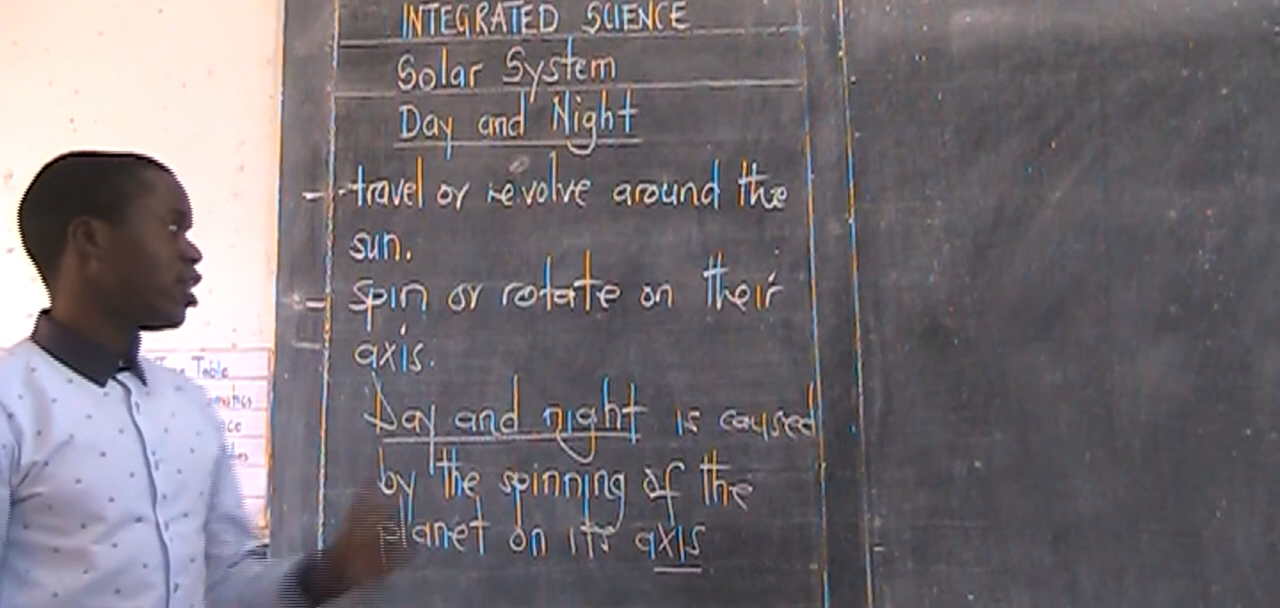 INTEGRATED SCIENCE
Solar System
Day and Night
- travel or revolve around the
sun.
- Spin or rotate on their
axis.
Day and night is caused
by the spinning of the
Planet on its axis
Table